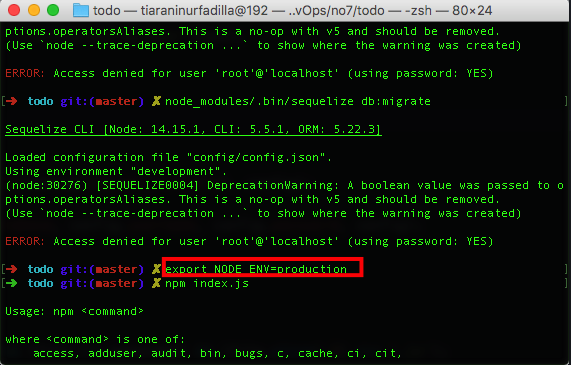 todo — tiaraninurfadilla@192 — ..vOps/no7/todo — -zsh — 80×24
ptions.operatorsAliases. This is a no-op with v5 and should be removed.
(Use `node --trace-deprecation ...` to show where the warning was created)
ERROR: Access denied for user 'root'@'localhost' (using password: YES)
[➜ todo git:(master) ✗ node_modules/.bin/sequelize db:migrate ]
Sequelize CLI [Node: 14.15.1, CLI: 5.5.1, ORM: 5.22.3]
Loaded configuration file "config/config.json".
Using environment "development".
(node:30276) [SEQUELIZE0004] DeprecationWarning: A boolean value was passed to o
ptions.operatorsAliases. This is a no-op with v5 and should be removed.
(Use `node --trace-deprecation ...` to show where the warning was created)
ERROR: Access denied for user 'root'@'localhost' (using password: YES)
[➜ todo git:(master) ✗ export NODE_ENV=production ]
[➜ todo git:(master) ✗ npm index.js ]
Usage: npm <command>
where <command> is one of:
access, adduser, audit, bin, bugs, c, cache, ci, cit,